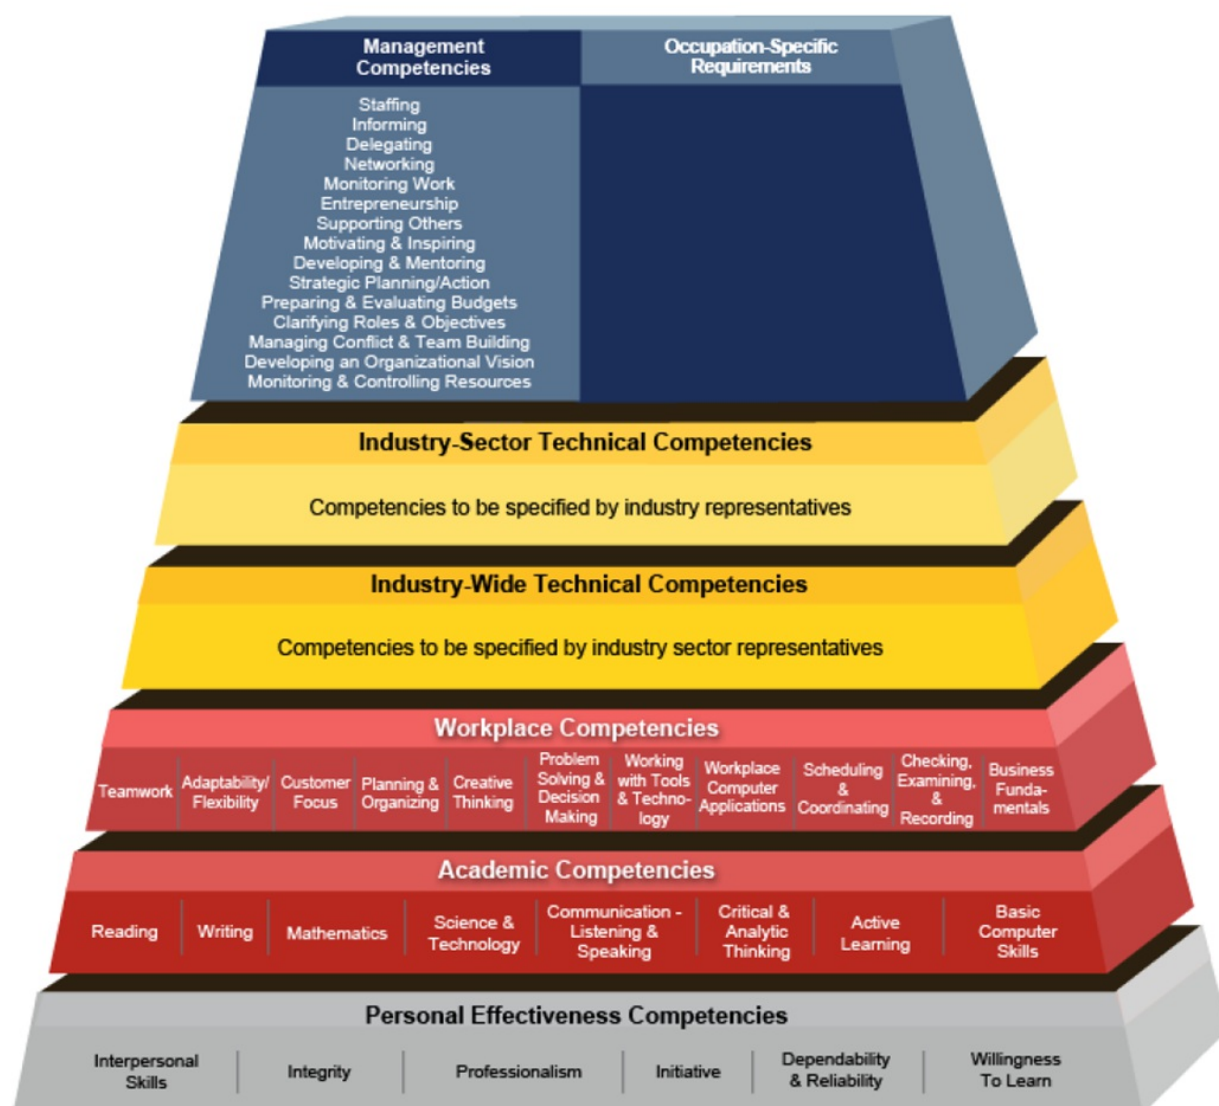 Management
Competencies
Occupation-Specific
Requirements
Staffing
Informing
Delegating
Networking
Monitoring Work
Entrepreneurship
Supporting Others
Motivating & Inspiring
Developing & Mentoring
Strategic Planning/Action
Preparing & Evaluating Budgets
Clarifying Roles & Objectives
Managing Conflict & Team Building
Developing an Organizational Vision
Monitoring & Controlling Resources
Industry-Sector Technical Competencies
Competencies to be specified by industry representatives
Industry-Wide Technical Competencies
Competencies to be specified by industry sector representatives
Workplace Competencies
Teamwork
Adaptability/
Flexibility
Customer
Focus
Planning &
Organizing
Creative
Thinking
Problem
Solving &
Decision
Making
Working
with Tools
& Techno-
logy
Workplace
Computer
Applications
Scheduling
&
Coordinating
Checking,
Examining,
&
Recording
Business
Funda-
mentals
Academic Competencies
Reading
Writing
Mathematics
Science &
Technology
Communication -
Listening &
Speaking
Critical &
Analytic
Thinking
Active
Learning
Basic
Computer
Skills
Personal Effectiveness Competencies
Interpersonal
Skills
Integrity
Professionalism
Initiative
Dependability
& Reliability
Willingness
To Learn